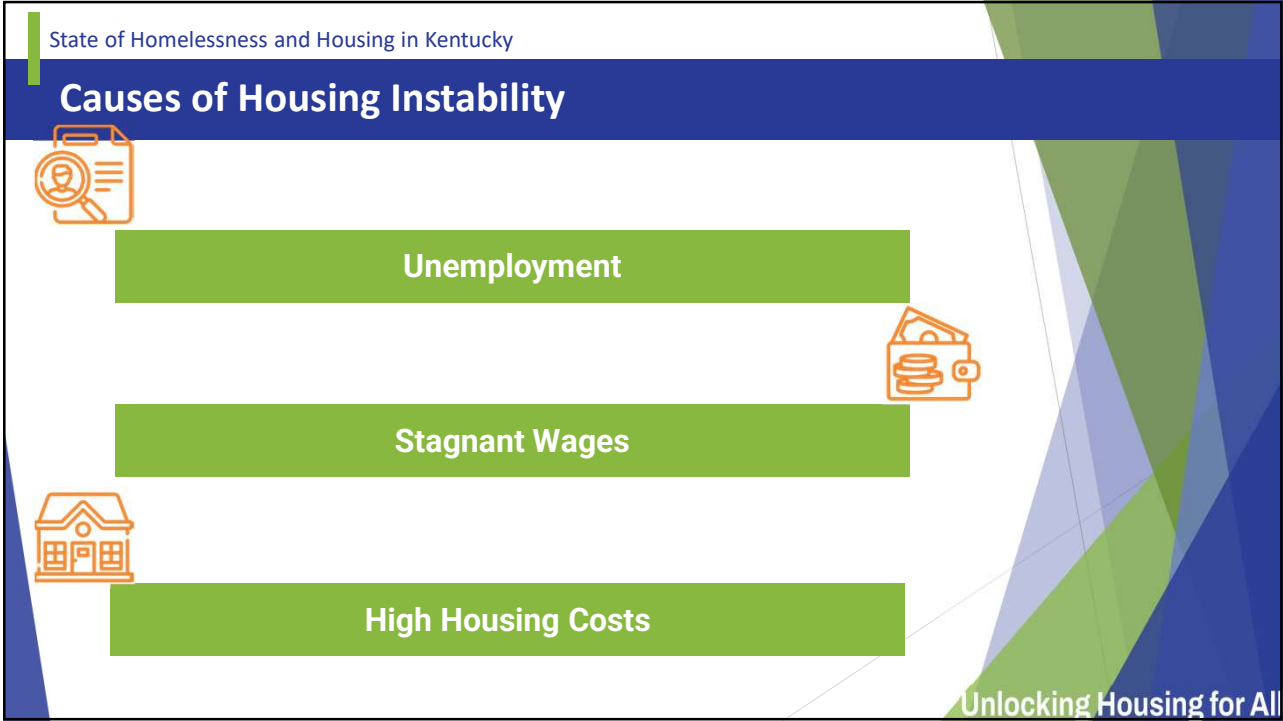 State of Homelessness and Housing in Kentucky
Causes of Housing Instability
Unemployment
Stagnant Wages
High Housing Costs
Unlocking Housing for All